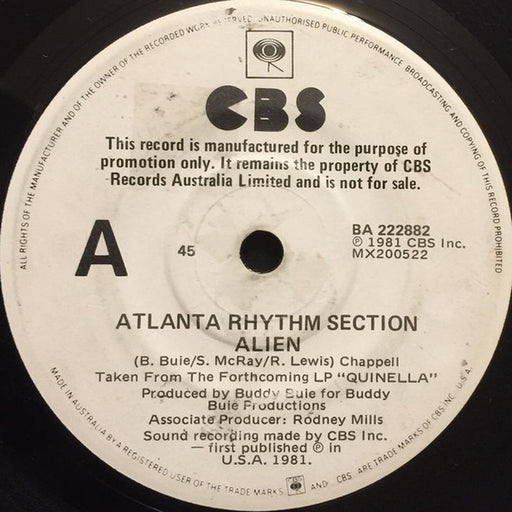 ALL RIGHTS OF THE MANUFACTURER AND OF THE OWNER OF THE RECORDED WORK RESERVED. UNAUTHORISED PUBLIC PERFORMANCE, BROADCASTING AND COPYING OF THIS RECORD PROHIBITED
CBS
This record is manufactured for the purpose of
promotion only. It remains the property of CBS
Records Australia Limited and is not for sale.
A
45
BA 222882
℗ 1981 CBS Inc.
MX200522
ATLANTA RHYTHM SECTION
ALIEN
(B. Buie/S. McRay/R. Lewis) Chappell
Taken From The Forthcoming LP "QUINELLA"
Produced by Buddy Buie for Buddy
Buie Productions
Associate Producer: Rodney Mills
Sound recording made by CBS Inc.
— first published ℗ in
U.S.A. 1981.
MADE IN AUSTRALIA BY A REGISTERED USER OF THE TRADE MARKS AND CBS ARE TRADE MARKS OF CBS INC. U.S.A.